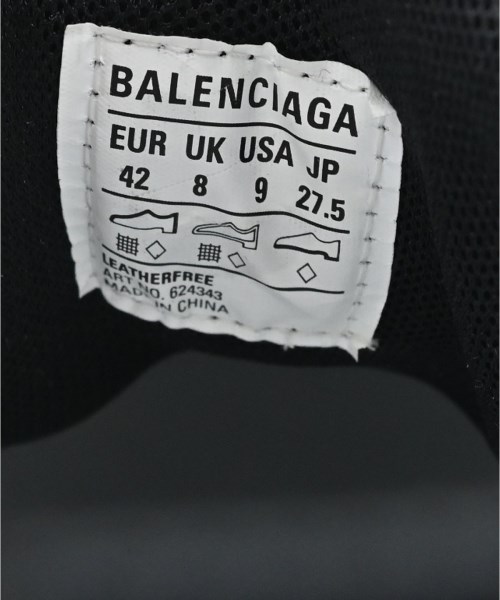 BALENCIAGA
EUR UK USA JP
42 8 9 27.5
LEATHERFREE
ART NO. 624343
MADE IN CHINA